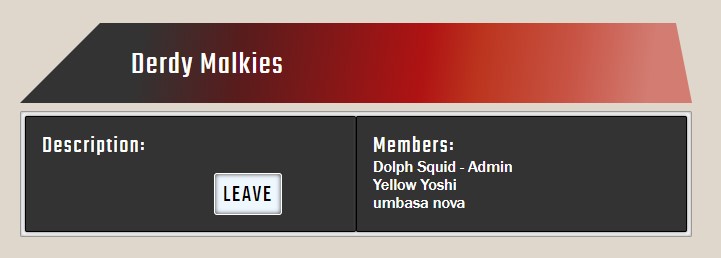 Derdy Malkies
Description:
LEAVE
Members:
Dolph Squid - Admin
Yellow Yoshi
umbasa nova